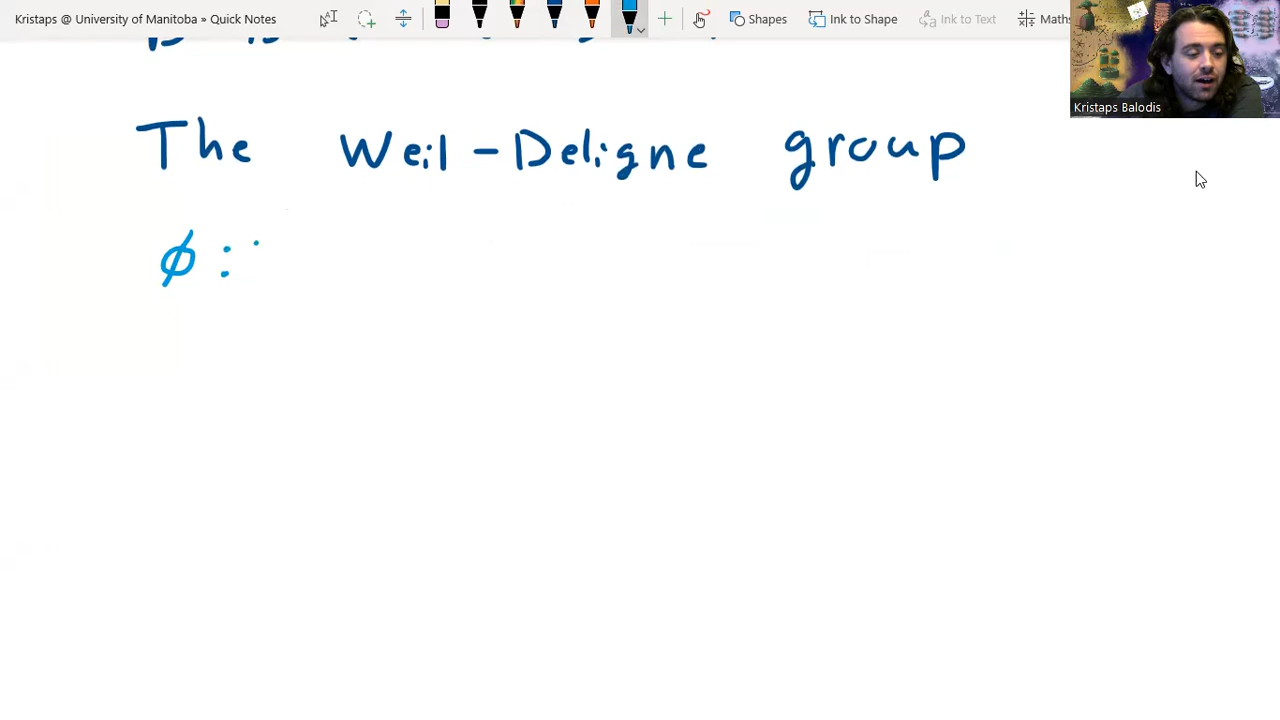 Kristaps @ University of Manitoba » Quick Notes
Shapes
Ink to Shape
Ink to Text
Maths
Kristaps Balodis
The Weil-Deligne group
ϕ :